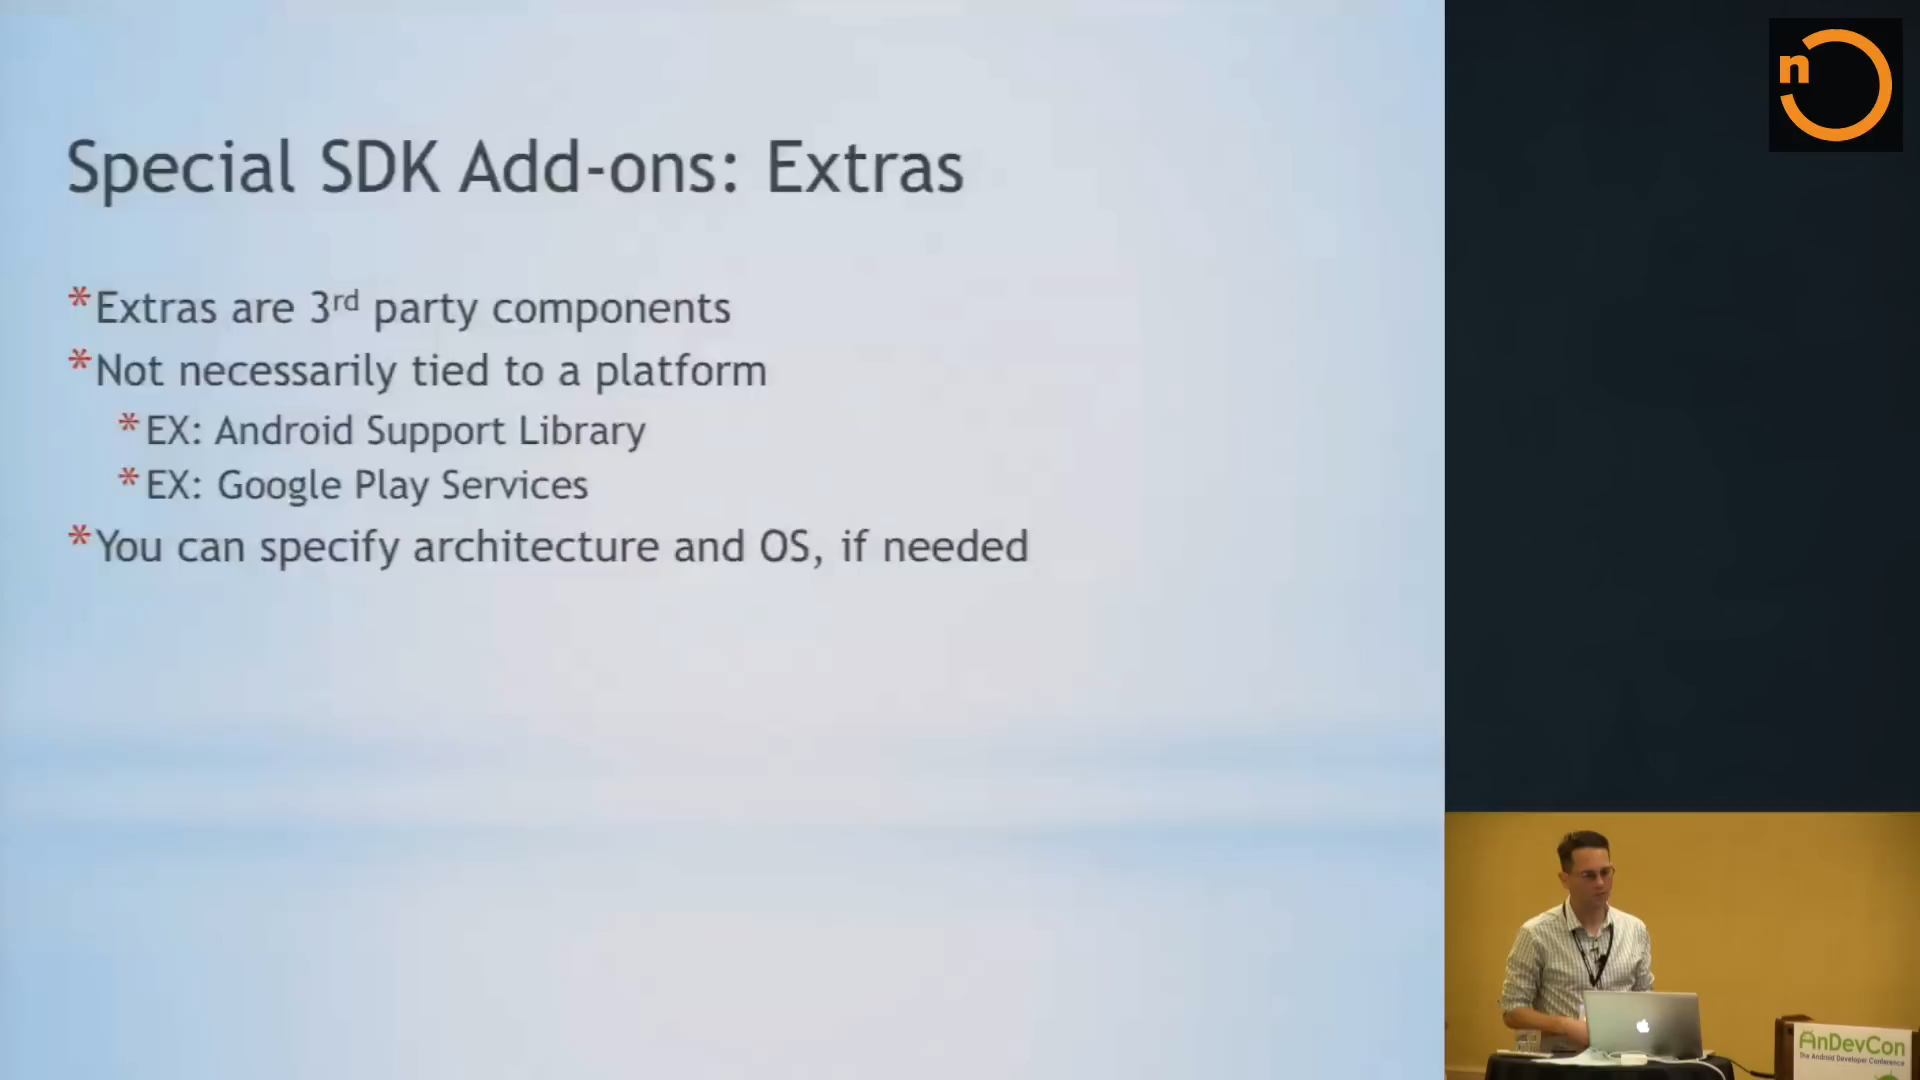 Special SDK Add-ons: Extras
*Extras are 3rd party components
*Not necessarily tied to a platform
*EX: Android Support Library
*EX: Google Play Services
*You can specify architecture and OS, if needed
n
AnDevCon
The Android Developer Conference